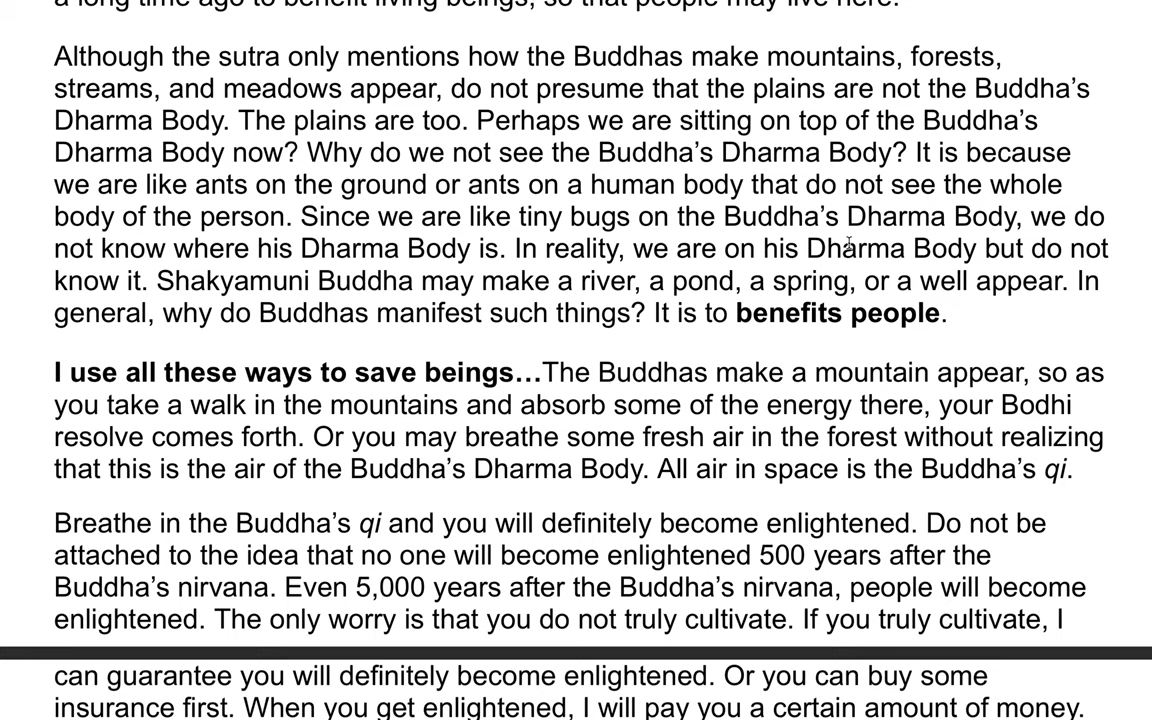 a long time ago to benefit living beings, so that people may live here.
Although the sutra only mentions how the Buddhas make mountains, forests,
streams, and meadows appear, do not presume that the plains are not the Buddha’s
Dharma Body. The plains are too. Perhaps we are sitting on top of the Buddha’s
Dharma Body now? Why do we not see the Buddha’s Dharma Body? It is because
we are like ants on the ground or ants on a human body that do not see the whole
body of the person. Since we are like tiny bugs on the Buddha’s Dharma Body, we do
not know where his Dharma Body is. In reality, we are on his Dharma Body but do not
know it. Shakyamuni Buddha may make a river, a pond, a spring, or a well appear. In
general, why do Buddhas manifest such things? It is to benefits people.
I use all these ways to save beings…The Buddhas make a mountain appear, so as
you take a walk in the mountains and absorb some of the energy there, your Bodhi
resolve comes forth. Or you may breathe some fresh air in the forest without realizing
that this is the air of the Buddha’s Dharma Body. All air in space is the Buddha’s qi.
Breathe in the Buddha’s qi and you will definitely become enlightened. Do not be
attached to the idea that no one will become enlightened 500 years after the
Buddha’s nirvana. Even 5,000 years after the Buddha’s nirvana, people will become
enlightened. The only worry is that you do not truly cultivate. If you truly cultivate, I
can guarantee you will definitely become enlightened. Or you can buy some
insurance first. When you get enlightened, I will pay you a certain amount of money.